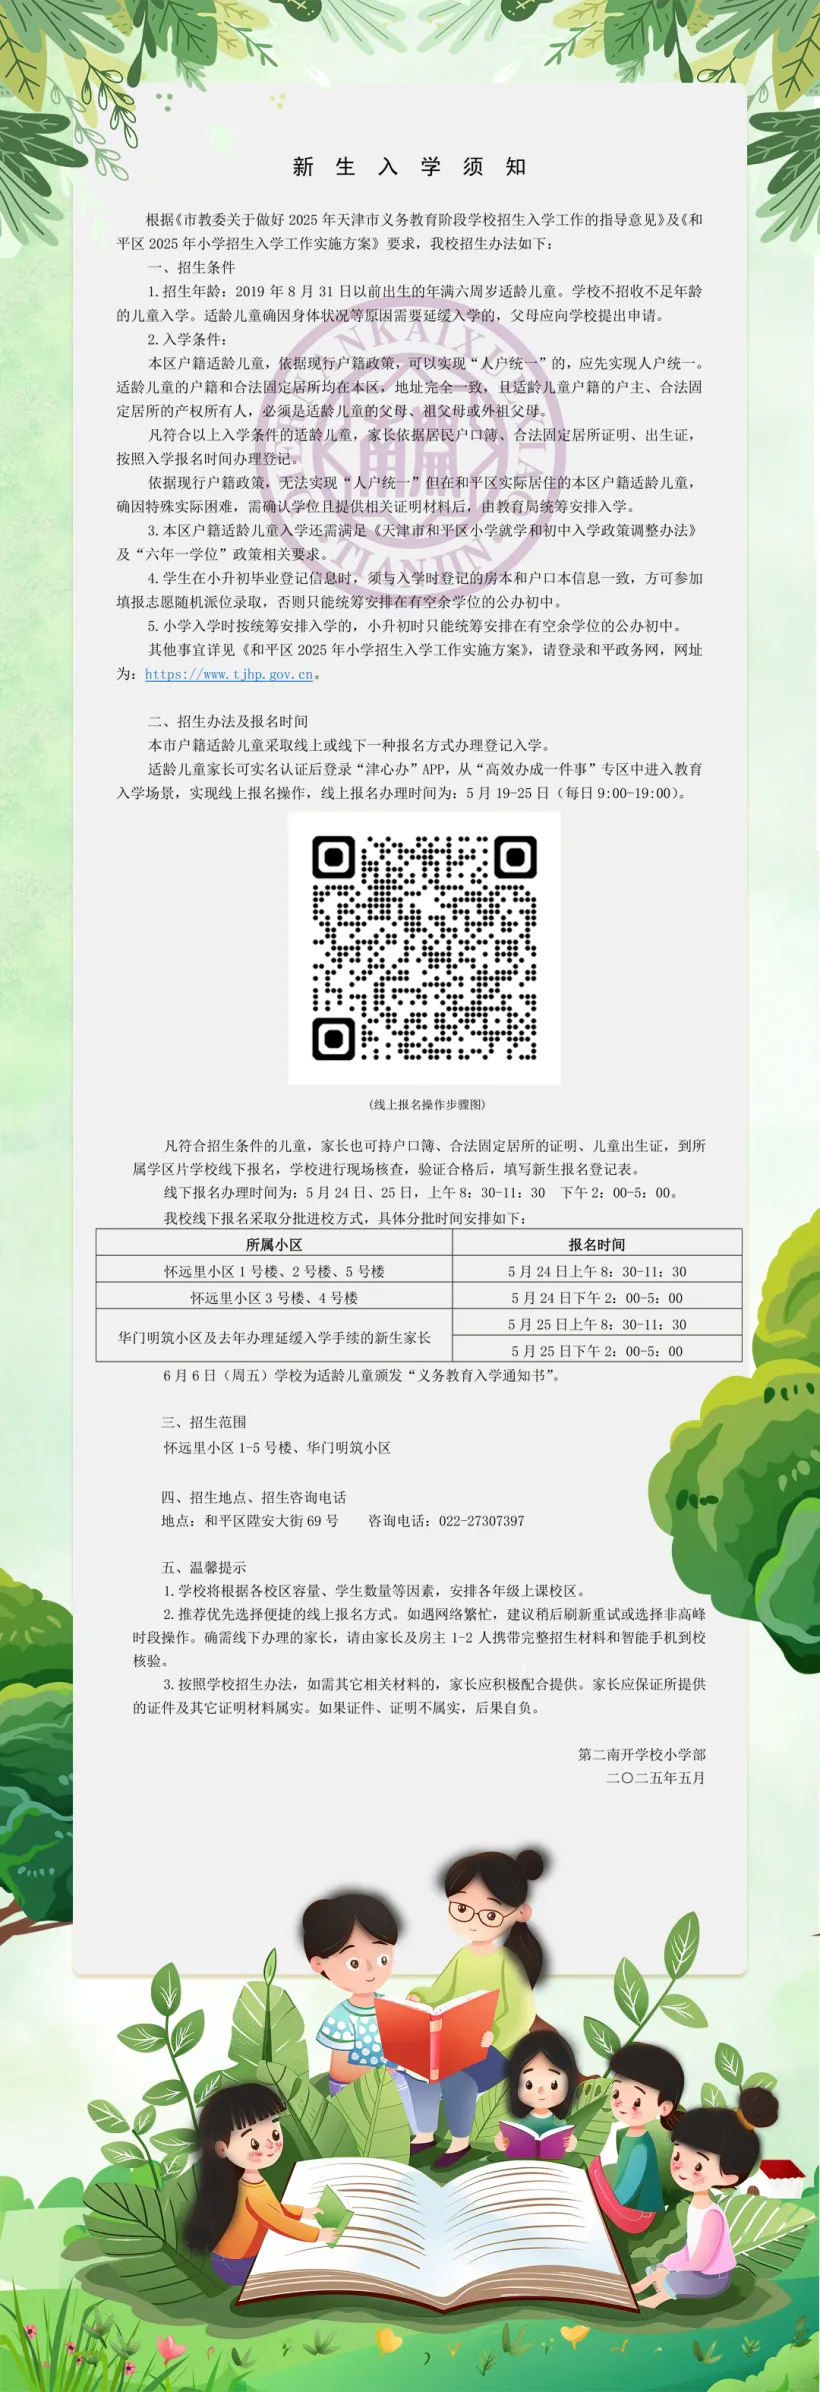 新生入学须知
根据《市教委关于做好 2025 年天津市义务教育阶段学校招生入学工作的指导意见》及《和
平区 2025 年小学招生入学工作实施方案》要求，我校招生办法如下：
一、招生条件
1.招生年龄：2019 年 8 月 31 日以前出生的年满六周岁适龄儿童。学校不招收不足年龄
的儿童入学。适龄儿童确因身体状况等原因需要延缓入学的，父母应向学校提出申请。
2.入学条件：
本区户籍适龄儿童，依据现行户籍政策，可以实现“人户统一”的，应先实现人户统一。
适龄儿童的户籍和合法固定居所均在本区，地址完全一致，且适龄儿童户籍的户主、合法固
定居所的产权所有人，必须是适龄儿童的父母、祖父母或外祖父母。
凡符合以上入学条件的适龄儿童，家长依据居民户口簿、合法固定居所证明、出生证，
按照入学报名时间办理登记。
依据现行户籍政策，无法实现“人户统一”但在和平区实际居住的本区户籍适龄儿童，
确因特殊实际困难，需确认学位且提供相关证明材料后，由教育局统筹安排入学。
3.本区户籍适龄儿童入学还需满足《天津市和平区小学就学和初中入学政策调整办法》
及“六年一学位”政策相关要求。
4.学生在小升初毕业登记信息时，须与入学时登记的房本和户口本信息一致，方可参加
填报志愿随机派位录取，否则只能统筹安排在有空余学位的公办初中。
5.小学入学时按统筹安排入学的，小升初时只能统筹安排在有空余学位的公办初中。
其他事宜详见《和平区 2025 年小学招生入学工作实施方案》，请登录和平政务网，网址
为：https://www.tjhp.gov.cn。
二、招生办法及报名时间
本市户籍适龄儿童采取线上或线下一种报名方式办理登记入学。
适龄儿童家长可实名认证后登录“津心办”APP，从“高效办成一件事”专区中进入教育
入学场景，实现线上报名操作，线上报名办理时间为：5 月 19-25 日（每日 9:00-19:00）。
(线上报名操作步骤图)
凡符合招生条件的儿童，家长也可持户口簿、合法固定居所的证明、儿童出生证，到所
属学区片学校线下报名，学校进行现场核查，验证合格后，填写新生报名登记表。
线下报名办理时间为：5 月 24 日、25 日，上午 8：30-11：30 下午 2：00-5：00。
我校线下报名采取分批进校方式，具体分批时间安排如下：
所属小区 报名时间
怀远里小区 1 号楼、2 号楼、5 号楼 5 月 24 日上午 8：30-11：30
怀远里小区 3 号楼、4 号楼 5 月 24 日下午 2：00-5：00
华门明筑小区及去年办理延缓入学手续的新生家长 5 月 25 日上午 8：30-11：30
5 月 25 日下午 2：00-5：00
6 月 6 日（周五）学校为适龄儿童颁发“义务教育入学通知书”。
三、招生范围
怀远里小区 1-5 号楼、华门明筑小区
四、招生地点、招生咨询电话
地点：和平区陞安大街 69 号 咨询电话：022-27307397
五、温馨提示
1.学校将根据各校区容量、学生数量等因素，安排各年级上课校区。
2.推荐优先选择便捷的线上报名方式。如遇网络繁忙，建议稍后刷新重试或选择非高峰
时段操作。确需线下办理的家长，请由家长及房主 1-2 人携带完整招生材料和智能手机到校
核验。
3.按照学校招生办法，如需其它相关材料的，家长应积极配合提供。家长应保证所提供
的证件及其它证明材料属实。如果证件、证明不属实，后果自负。
第二南开学校小学部
二〇二五年五月
DIERNANKAIXUEXIAO
TIANJIN